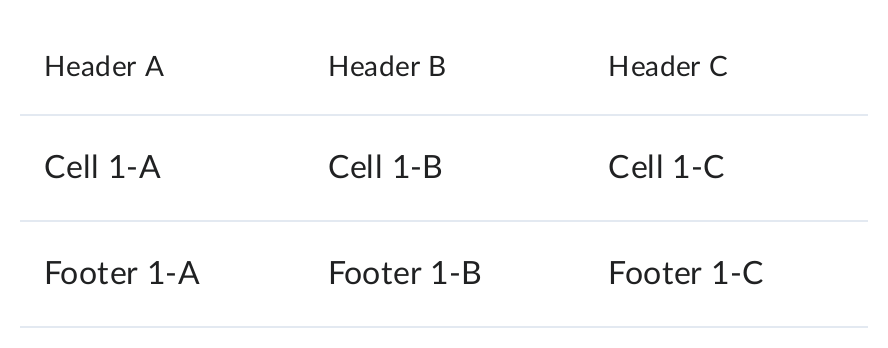 Header A Header B Header C
Cell 1-A Cell 1-B Cell 1-C
Footer 1-A Footer 1-B Footer 1-C